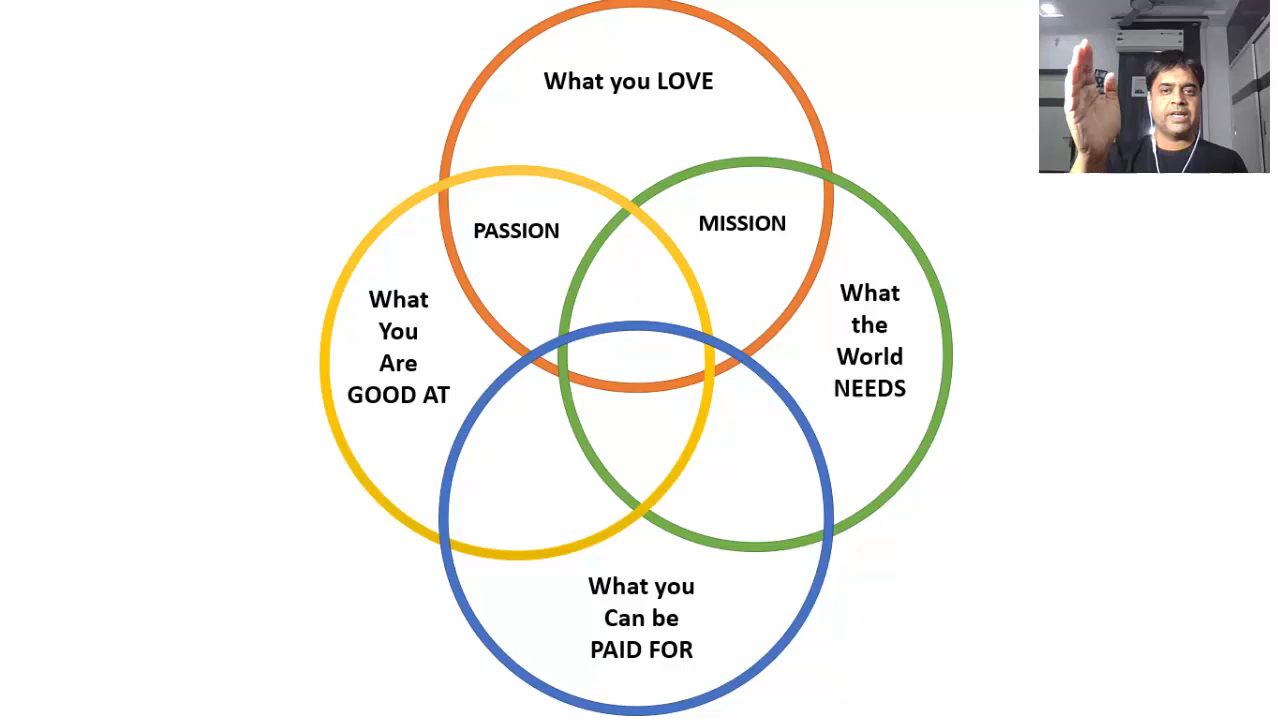 What you LOVE
PASSION
MISSION
What
You
Are
GOOD AT
What
the
World
NEEDS
What you
Can be
PAID FOR